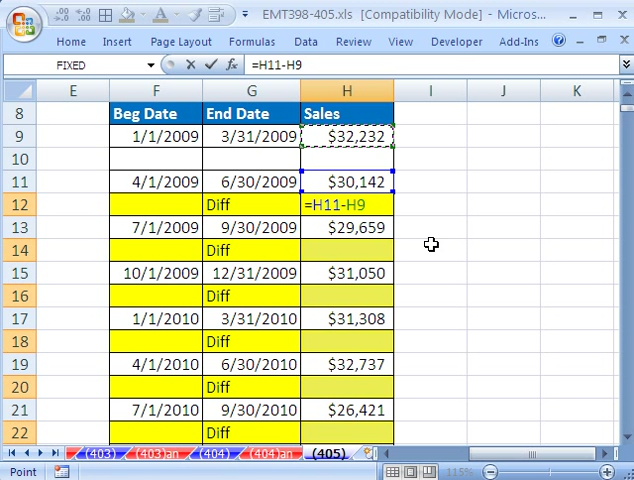 EMT398-405.xls [Compatibility Mode] - Micros...
Home Insert Page Layout Formulas Data Review View Developer Add-Ins
FIXED =H11-H9
E F G H I J K
8 Beg Date End Date Sales
9 1/1/2009 3/31/2009 $32,232
10
11 4/1/2009 6/30/2009 $30,142
12 Diff =H11-H9
13 7/1/2009 9/30/2009 $29,659
14 Diff
15 10/1/2009 12/31/2009 $31,050
16 Diff
17 1/1/2010 3/31/2010 $31,308
18 Diff
19 4/1/2010 6/30/2010 $32,737
20 Diff
21 7/1/2010 9/30/2010 $26,421
22 Diff
(403) (403)an (404) (404)an (405)
Point 115%